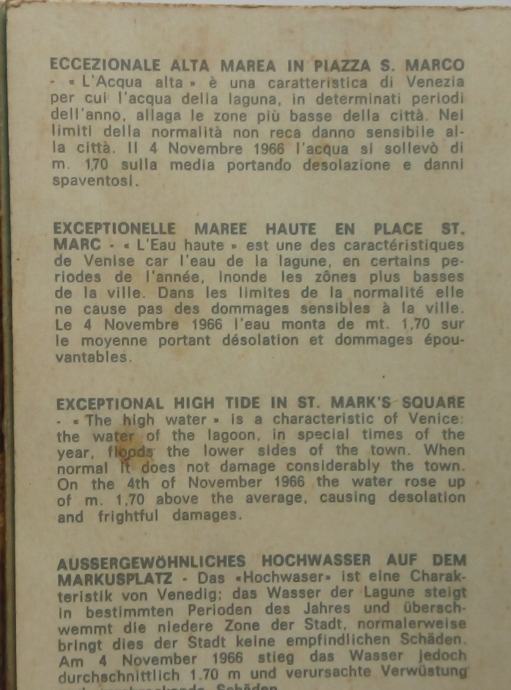 ECCEZIONALE ALTA MAREA IN PIAZZA S. MARCO
- « L'Acqua alta » è una caratteristica di Venezia
per cui l'acqua della laguna, in determinati periodi
dell'anno, allaga le zone più basse della città. Nei
limiti della normalità non reca danno sensibile al-
la città. Il 4 Novembre 1966 l'acqua si sollevò di
m. 1,70 sulla media portando desolazione e danni
spaventosi.
EXCEPTIONELLE MAREE HAUTE EN PLACE ST.
MARC - « L'Eau haute » est une des caractéristiques
de Venise car l'eau de la lagune, en certains pe-
riodes de l'année, inonde les zônes plus basses
de la ville. Dans les limites de la normalité elle
ne cause pas des dommages sensibles à la ville.
Le 4 Novembre 1966 l'eau monta de mt. 1,70 sur
le moyenne portant désolation et dommages épou-
vantables.
EXCEPTIONAL HIGH TIDE IN ST. MARK'S SQUARE
- « The high water » is a characteristic of Venice:
the water of the lagoon, in special times of the
year, floods the lower sides of the town. When
normal it does not damage considerably the town.
On the 4th of November 1966 the water rose up
of m. 1,70 above the average, causing desolation
and frightful damages.
AUSSERGEWÖHNLICHES HOCHWASSER AUF DEM
MARKUSPLATZ - Das «Hochwaser» ist eine Charak-
teristik von Venedig; das Wasser der Lagune steigt
in bestimmten Perioden des Jahres und übersch-
wemmt die niedere Zone der Stadt, normalerweise
bringt dies der Stadt keine empfindlichen Schäden.
Am 4 November 1966 stieg das Wasser jedoch
durchschnittlich 1.70 m und verursachte Verwüstung
Schäden